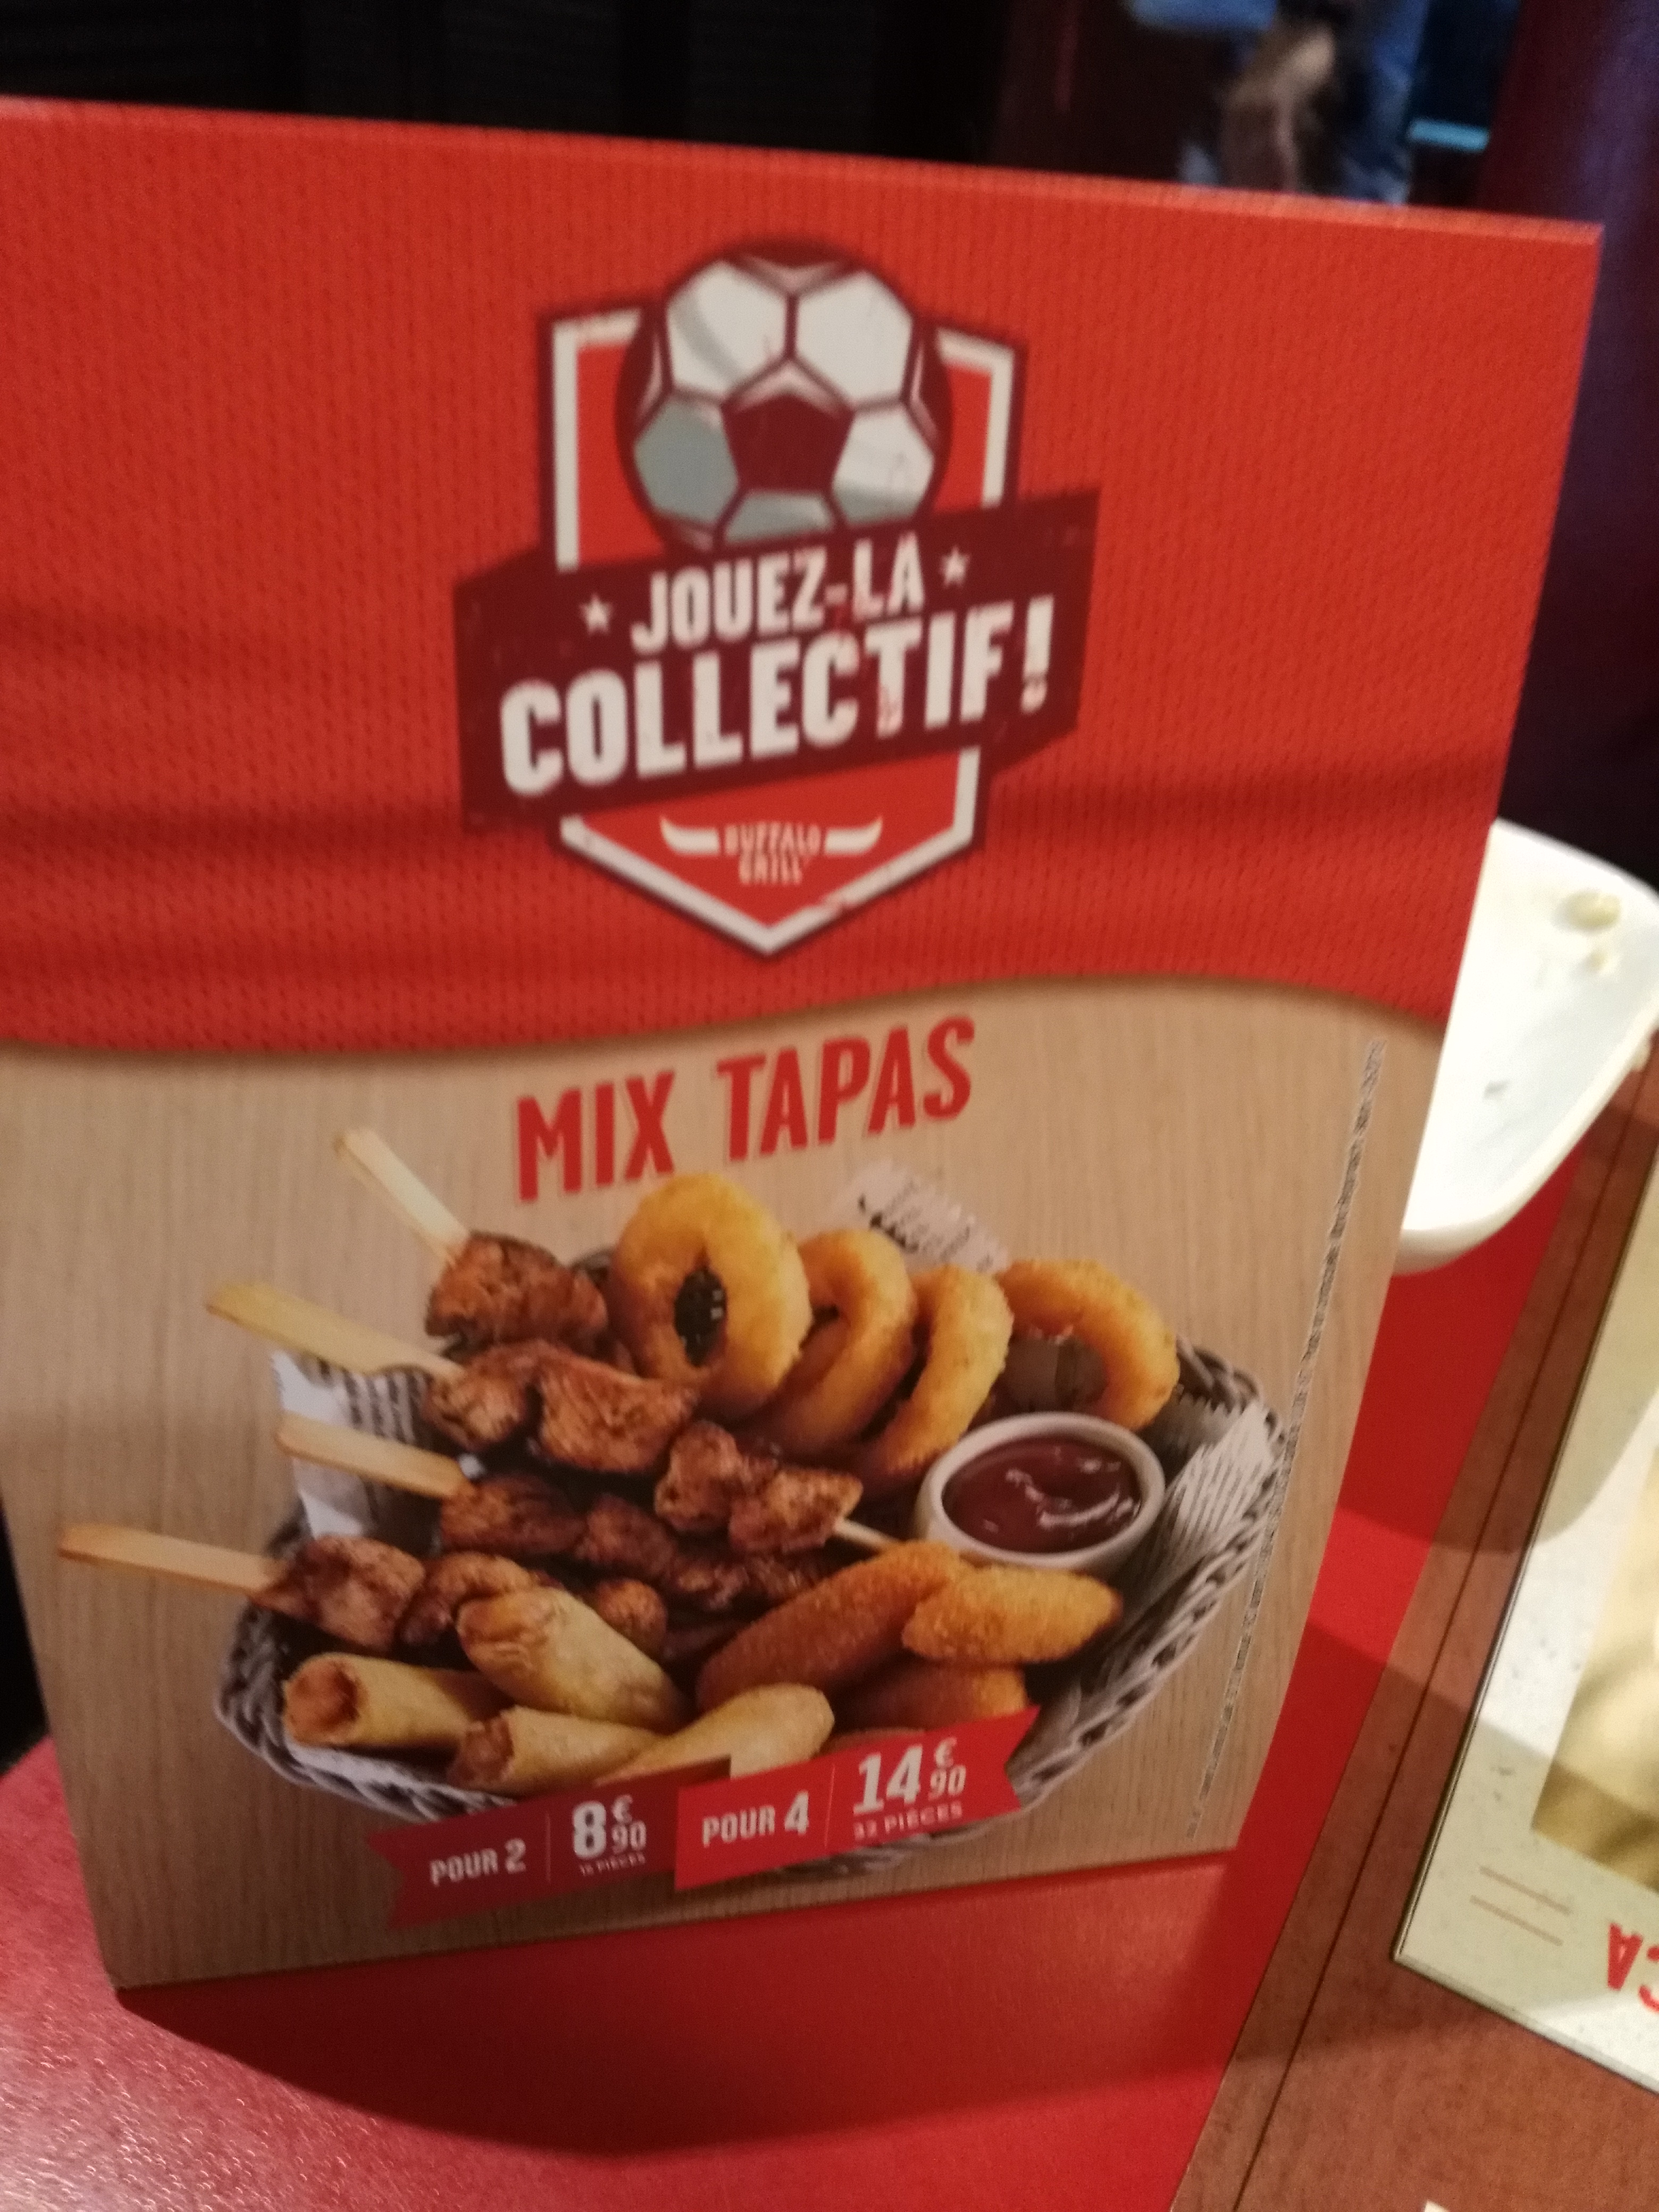 JOUEZ-LA
COLLECTIF!
BUFFALO
GRILL
MIX TAPAS
POUR 2
8€90
POUR 4
14€90
32 PIÈCES